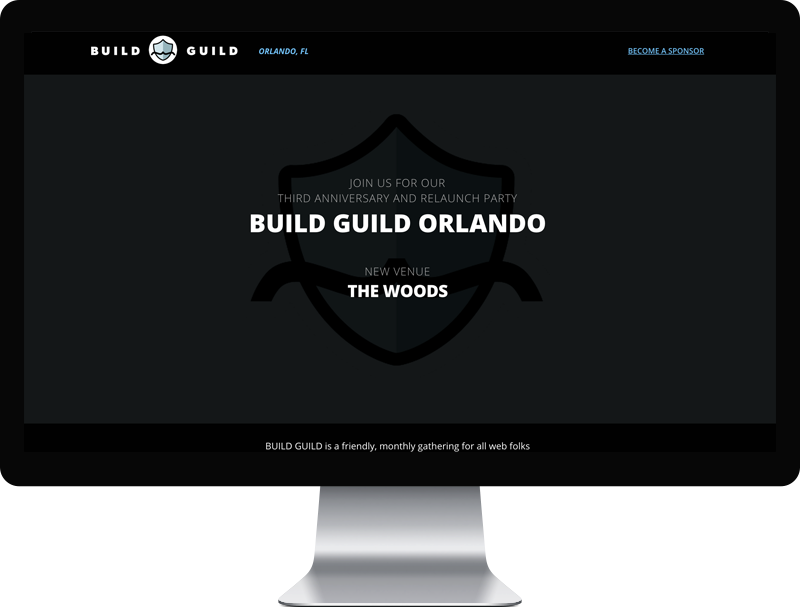 BUILD GUILD
ORLANDO, FL
BECOME A SPONSOR
JOIN US FOR OUR
THIRD ANNIVERSARY AND RELAUNCH PARTY
BUILD GUILD ORLANDO
NEW VENUE
THE WOODS
BUILD GUILD is a friendly, monthly gathering for all web folks